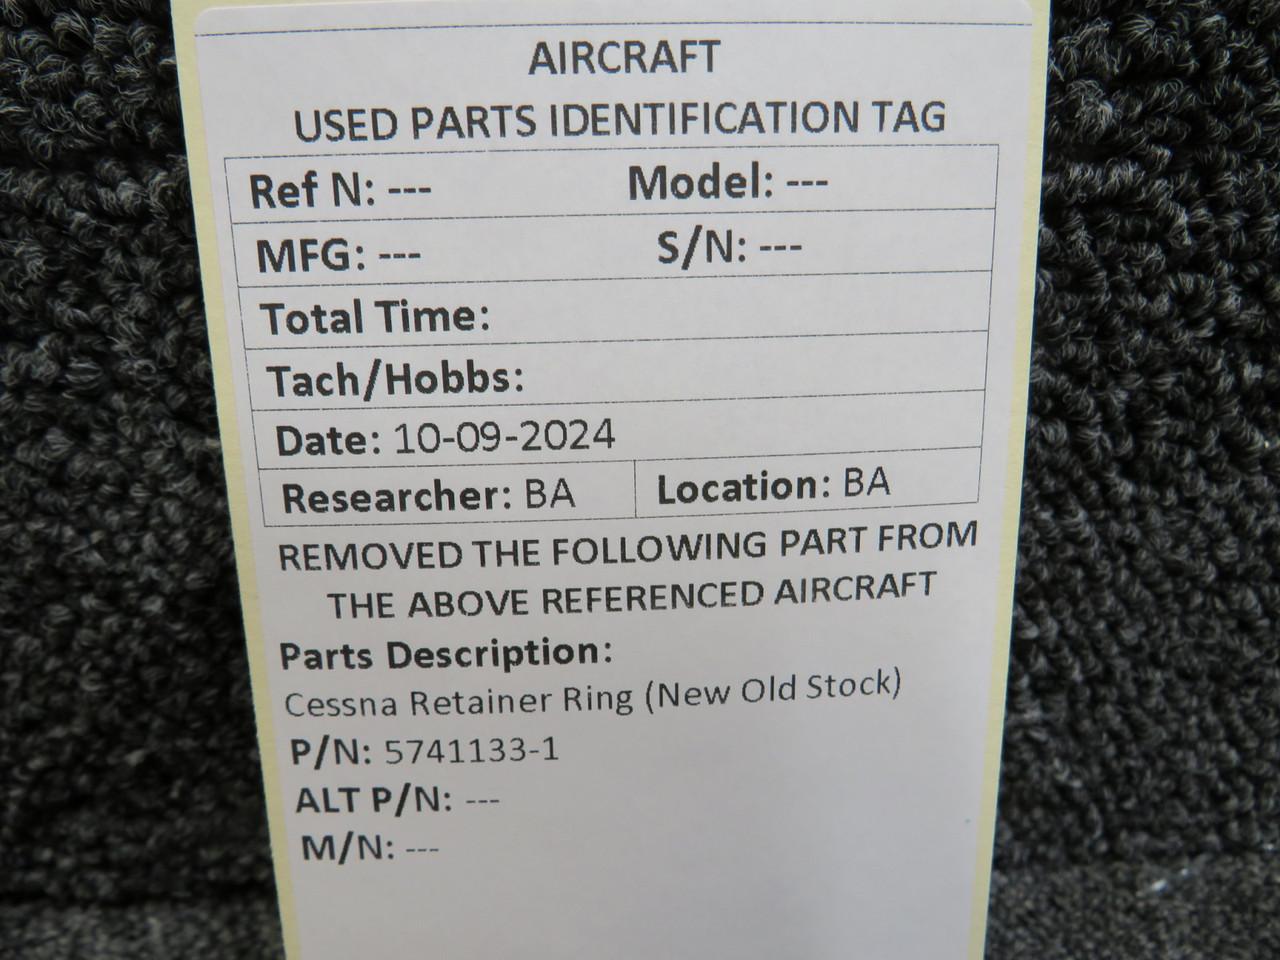 AIRCRAFT
USED PARTS IDENTIFICATION TAG
Ref N: --- Model: ---
MFG: --- S/N: ---
Total Time:
Tach/Hobbs:
Date: 10-09-2024
Researcher: BA Location: BA
REMOVED THE FOLLOWING PART FROM
THE ABOVE REFERENCED AIRCRAFT
Parts Description:
Cessna Retainer Ring (New Old Stock)
P/N: 5741133-1
ALT P/N: ---
M/N: ---